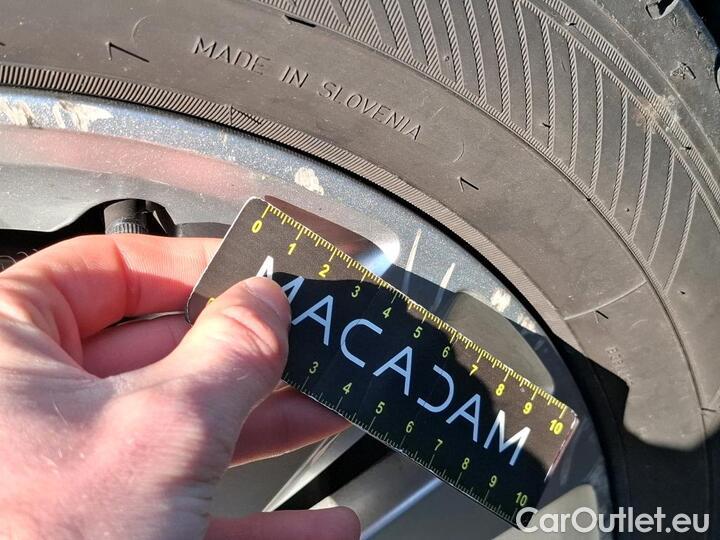 MADE IN SLOVENIA
0 1 2 3 4 5 6 7 8 9 10
MACADAM
3 4 5 6 7 8 9 10
CarOutlet.eu